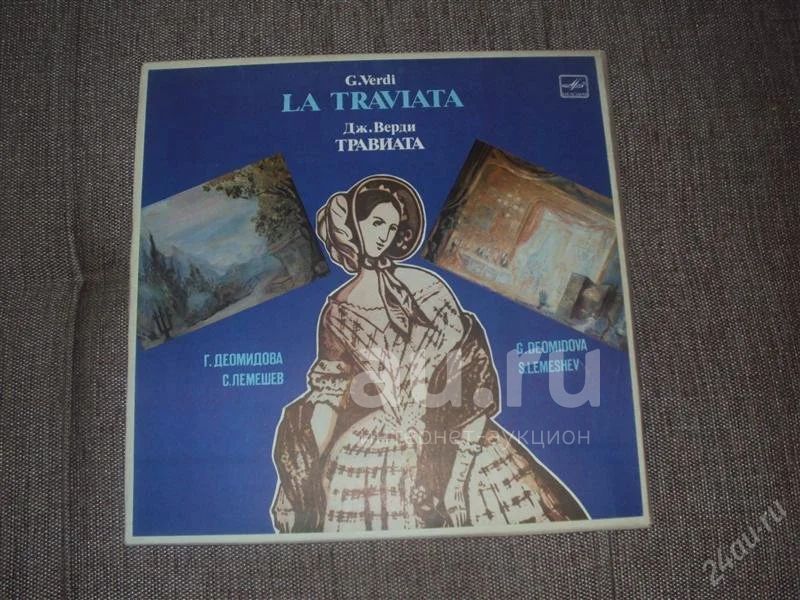 G.Verdi
LA TRAVIATA
Дж.Верди
ТРАВИАТА
Г. ДЕОМИДОВА
С.ЛЕМЕШЕВ
G.DEOMIDOVA
S.LEMESHEV
au.ru
интернет-аукцион
24au.ru